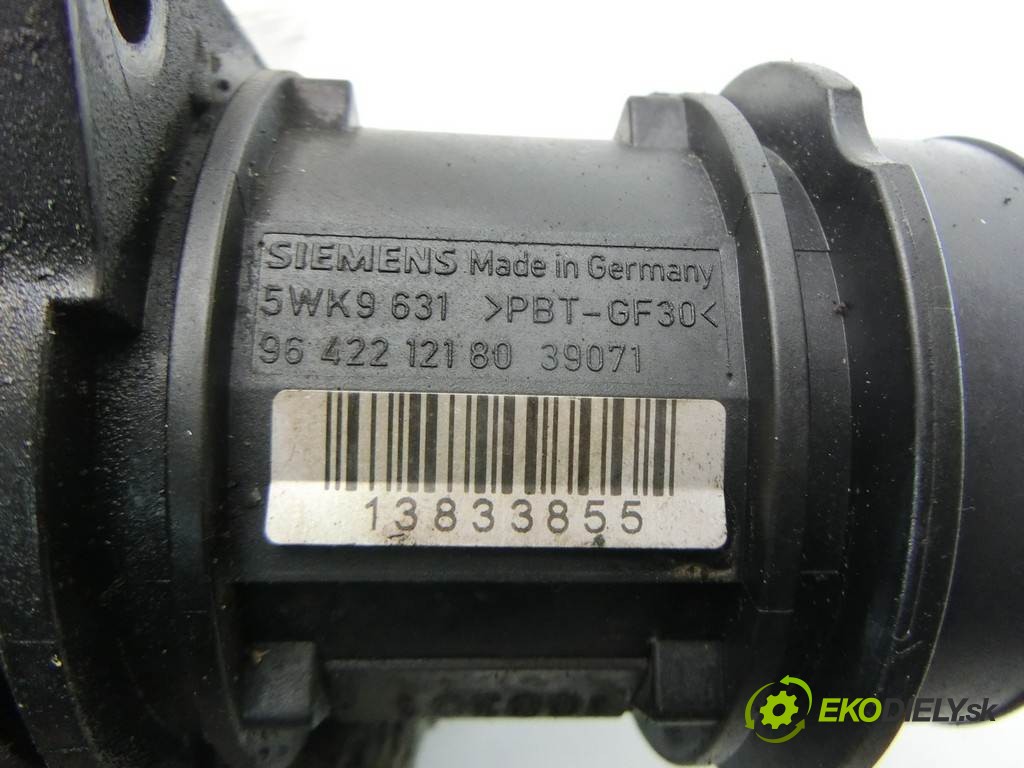 SIEMENS Made in Germany
5WK9 631 >PBT-GF30<
96 422 121 80 39071
13833855
EKODIELY.sk